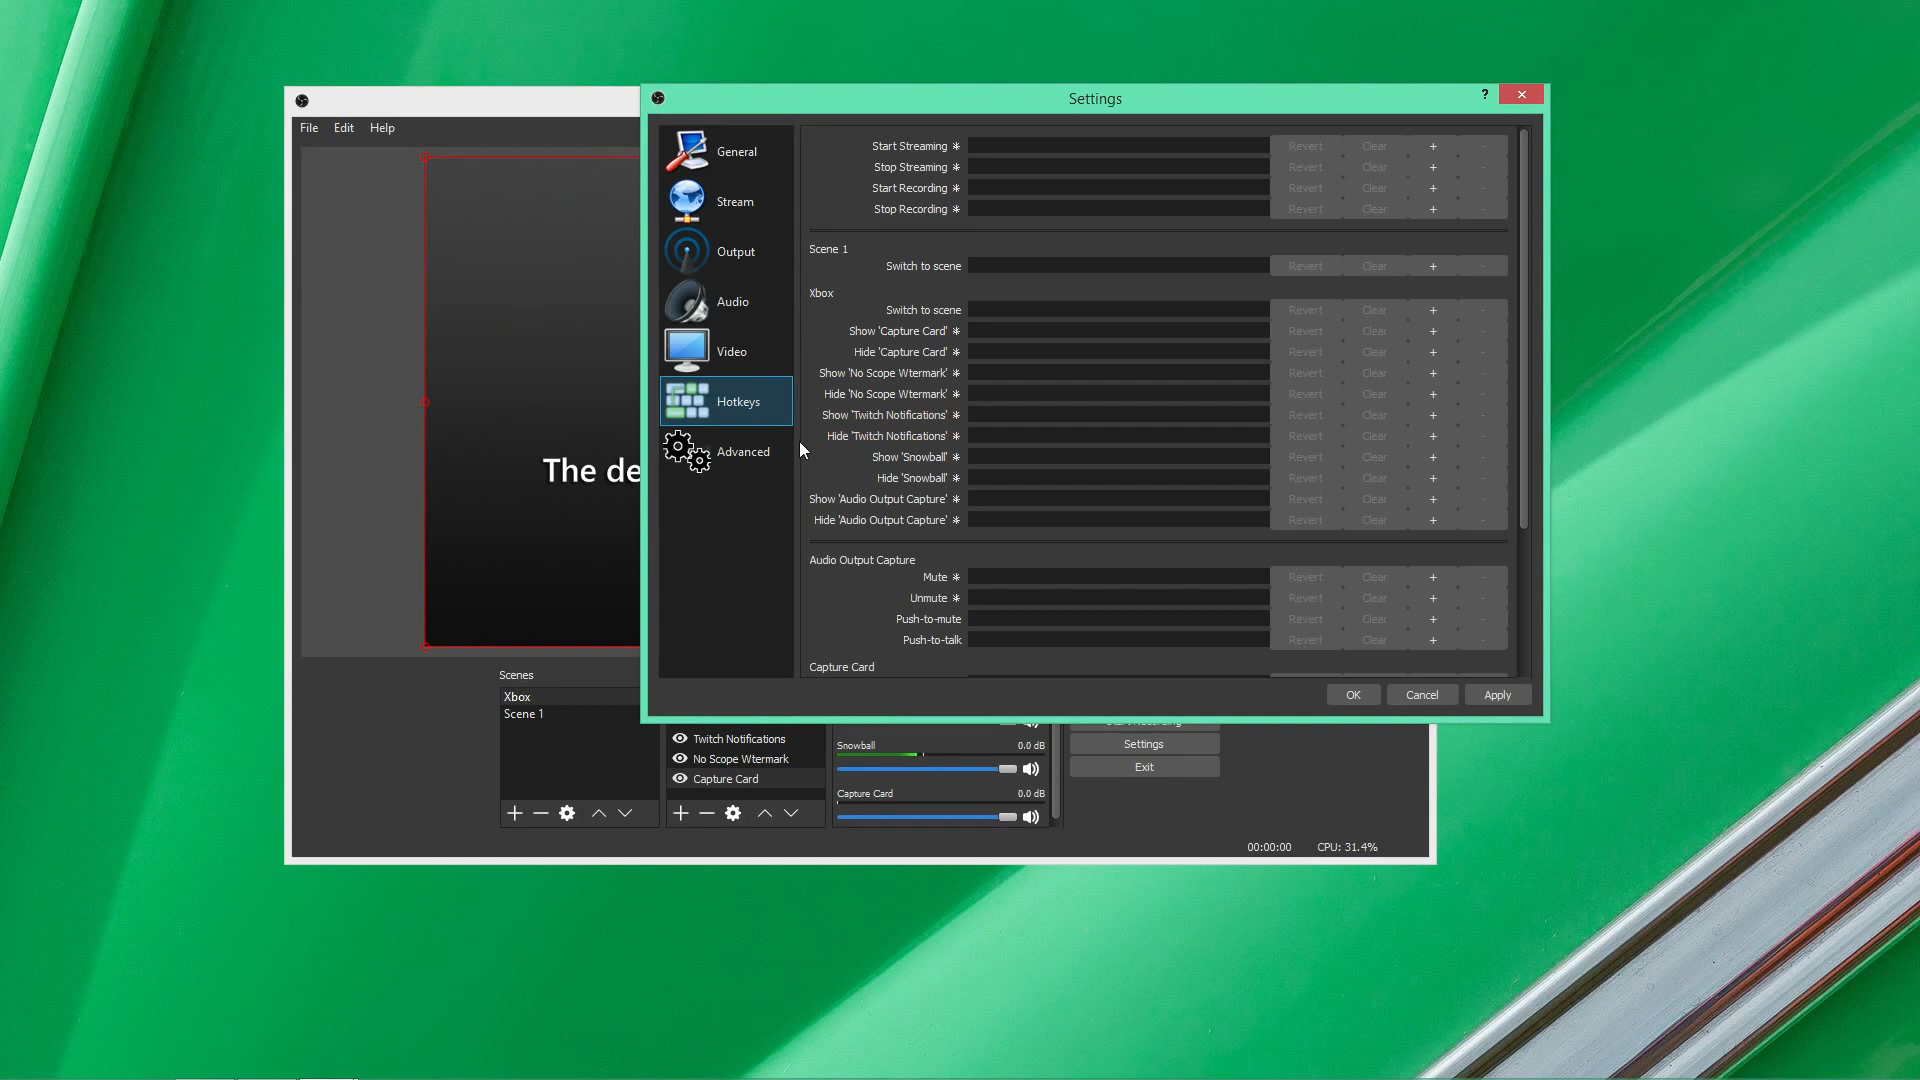 Settings
?
File Edit Help
General
Stream
Output
Audio
Video
Hotkeys
Advanced
Start Streaming * Revert Clear + -
Stop Streaming * Revert Clear + -
Start Recording * Revert Clear + -
Stop Recording * Revert Clear + -
Scene 1
Switch to scene Revert Clear + -
Xbox
Switch to scene Revert Clear + -
Show 'Capture Card' * Revert Clear + -
Hide 'Capture Card' * Revert Clear + -
Show 'No Scope Wtermark' * Revert Clear + -
Hide 'No Scope Wtermark' * Revert Clear + -
Show 'Twitch Notifications' * Revert Clear + -
Hide 'Twitch Notifications' * Revert Clear + -
Show 'Snowball' * Revert Clear + -
Hide 'Snowball' * Revert Clear + -
Show 'Audio Output Capture' * Revert Clear + -
Hide 'Audio Output Capture' * Revert Clear + -
Audio Output Capture
Mute * Revert Clear + -
Unmute * Revert Clear + -
Push-to-mute Revert Clear + -
Push-to-talk Revert Clear + -
Capture Card
OK Cancel Apply
The de
Scenes
Xbox
Scene 1
Twitch Notifications
No Scope Wtermark
Capture Card
Snowball 0.0 dB
Capture Card 0.0 dB
Settings
Exit
00:00:00 CPU: 31.4%